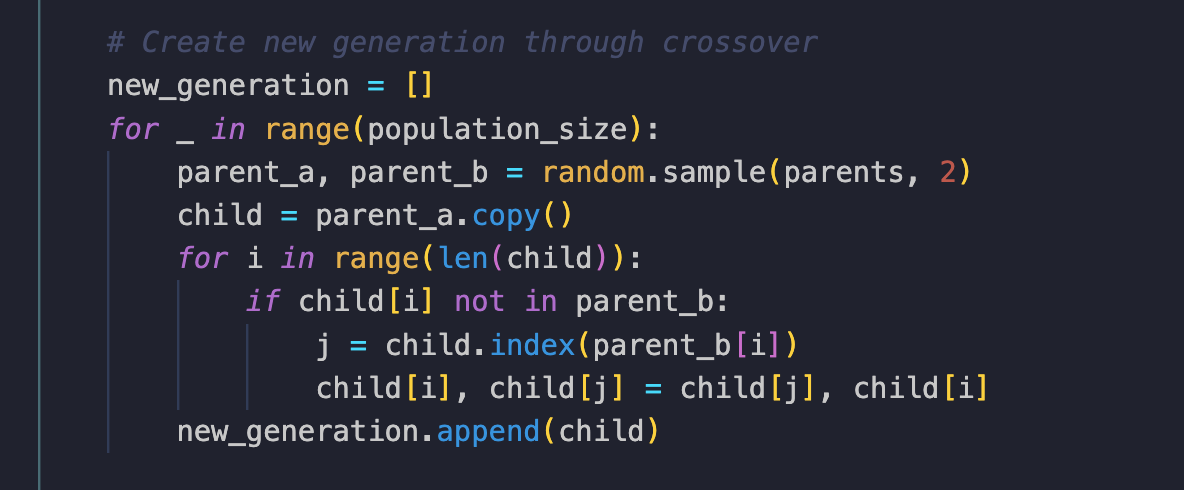 # Create new generation through crossover
new_generation = []
for _ in range(population_size):
    parent_a, parent_b = random.sample(parents, 2)
    child = parent_a.copy()
    for i in range(len(child)):
        if child[i] not in parent_b:
            j = child.index(parent_b[i])
            child[i], child[j] = child[j], child[i]
    new_generation.append(child)